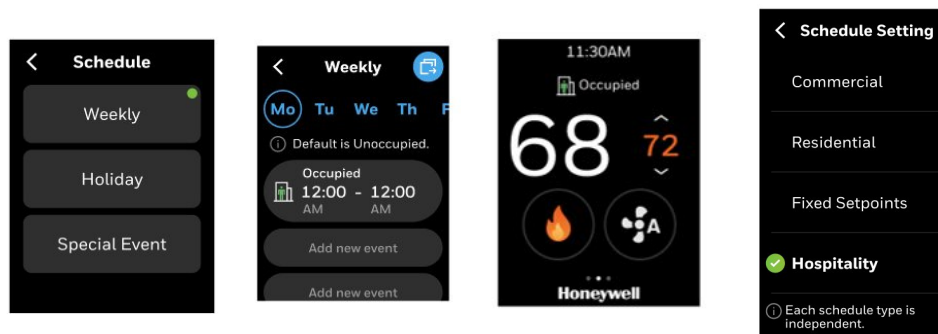 Schedule
Weekly
Holiday
Special Event
Weekly
Mo Tu We Th F
Default is Unoccupied.
Occupied
12:00 - 12:00
AM AM
Add new event
Add new event
11:30AM
Occupied
68 72
A
Honeywell
Schedule Setting
Commercial
Residential
Fixed Setpoints
Hospitality
Each schedule type is
independent.